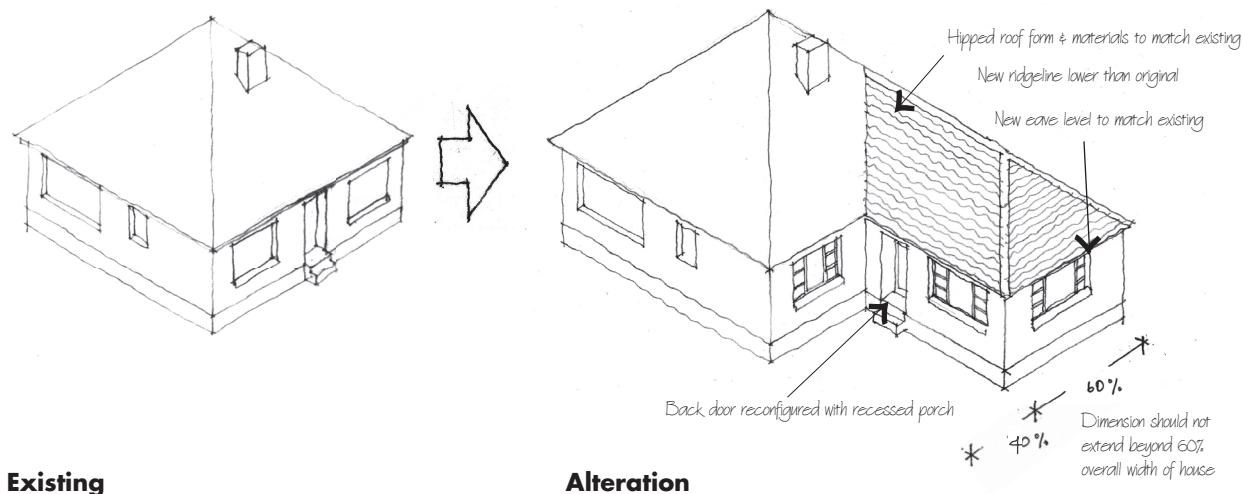 Hipped roof form & materials to match existing
New ridgeline lower than original
New eave level to match existing
Back door reconfigured with recessed porch
60%
40%
Dimension should not
extend beyond 60%
overall width of house
Existing
Alteration